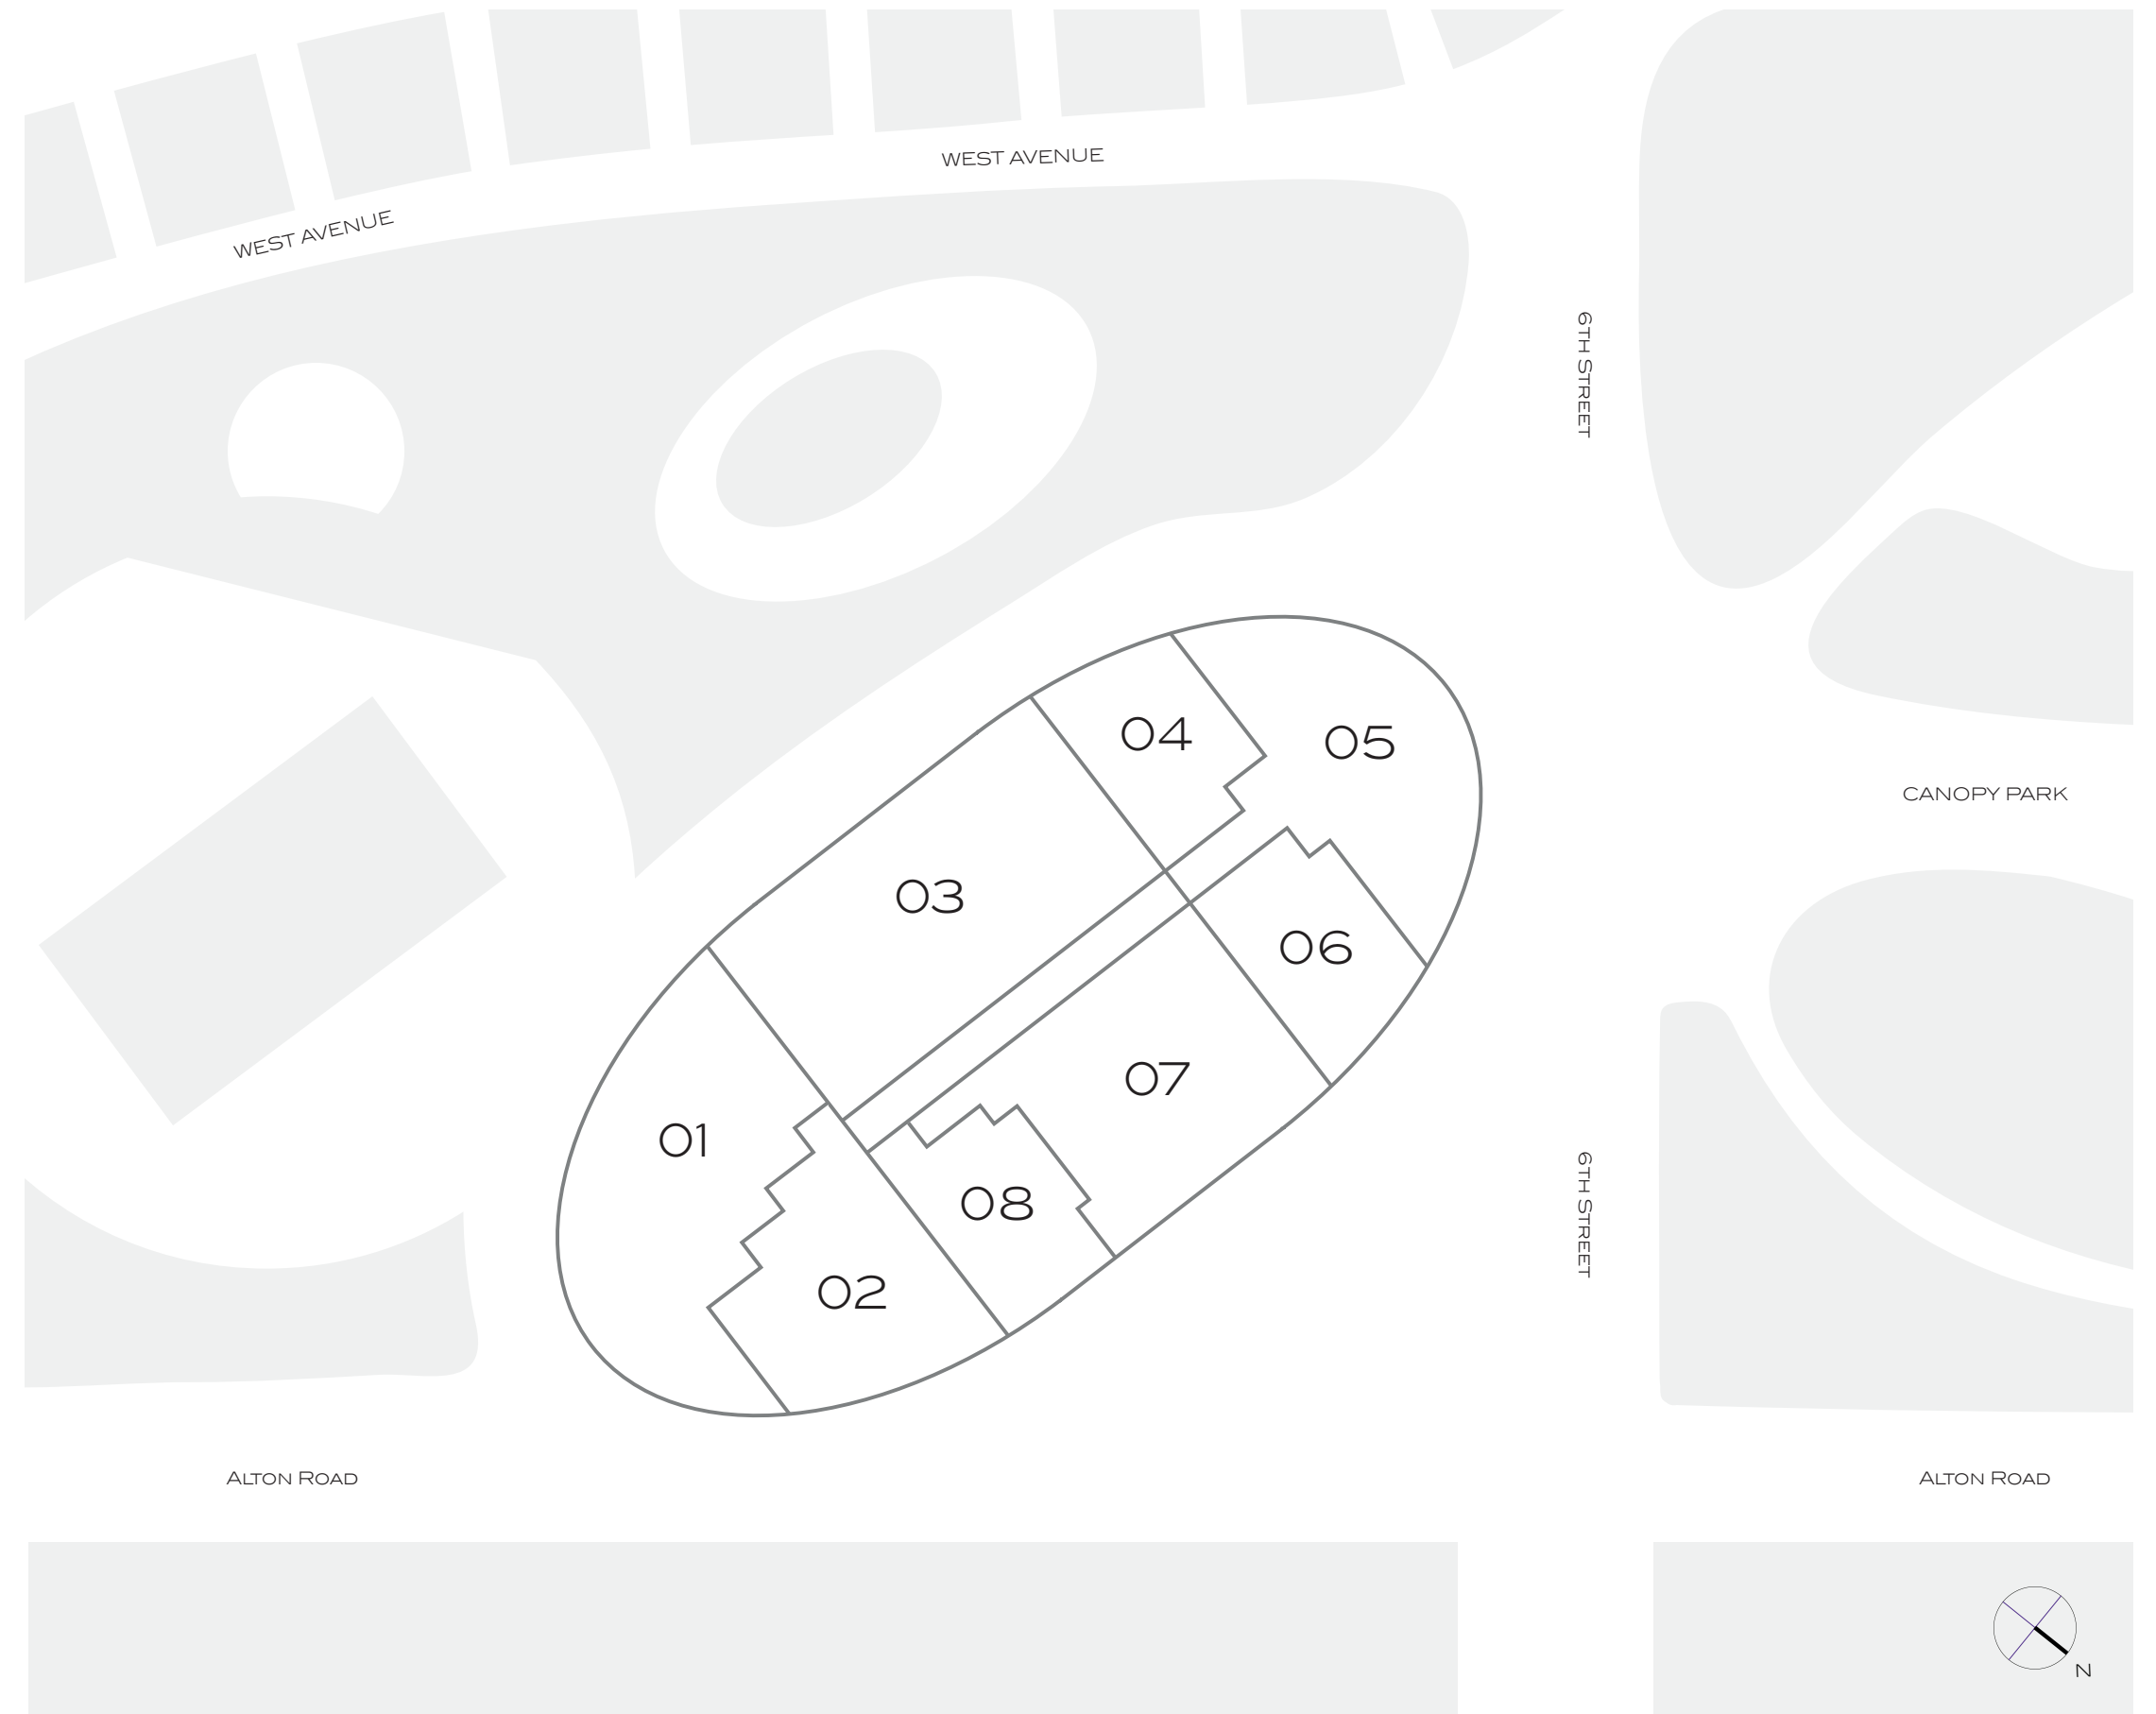 WEST AVENUE
WEST AVENUE
6TH STREET
04
05
CANOPY PARK
03
06
07
01
08
02
6TH STREET
ALTON ROAD
ALTON ROAD
N